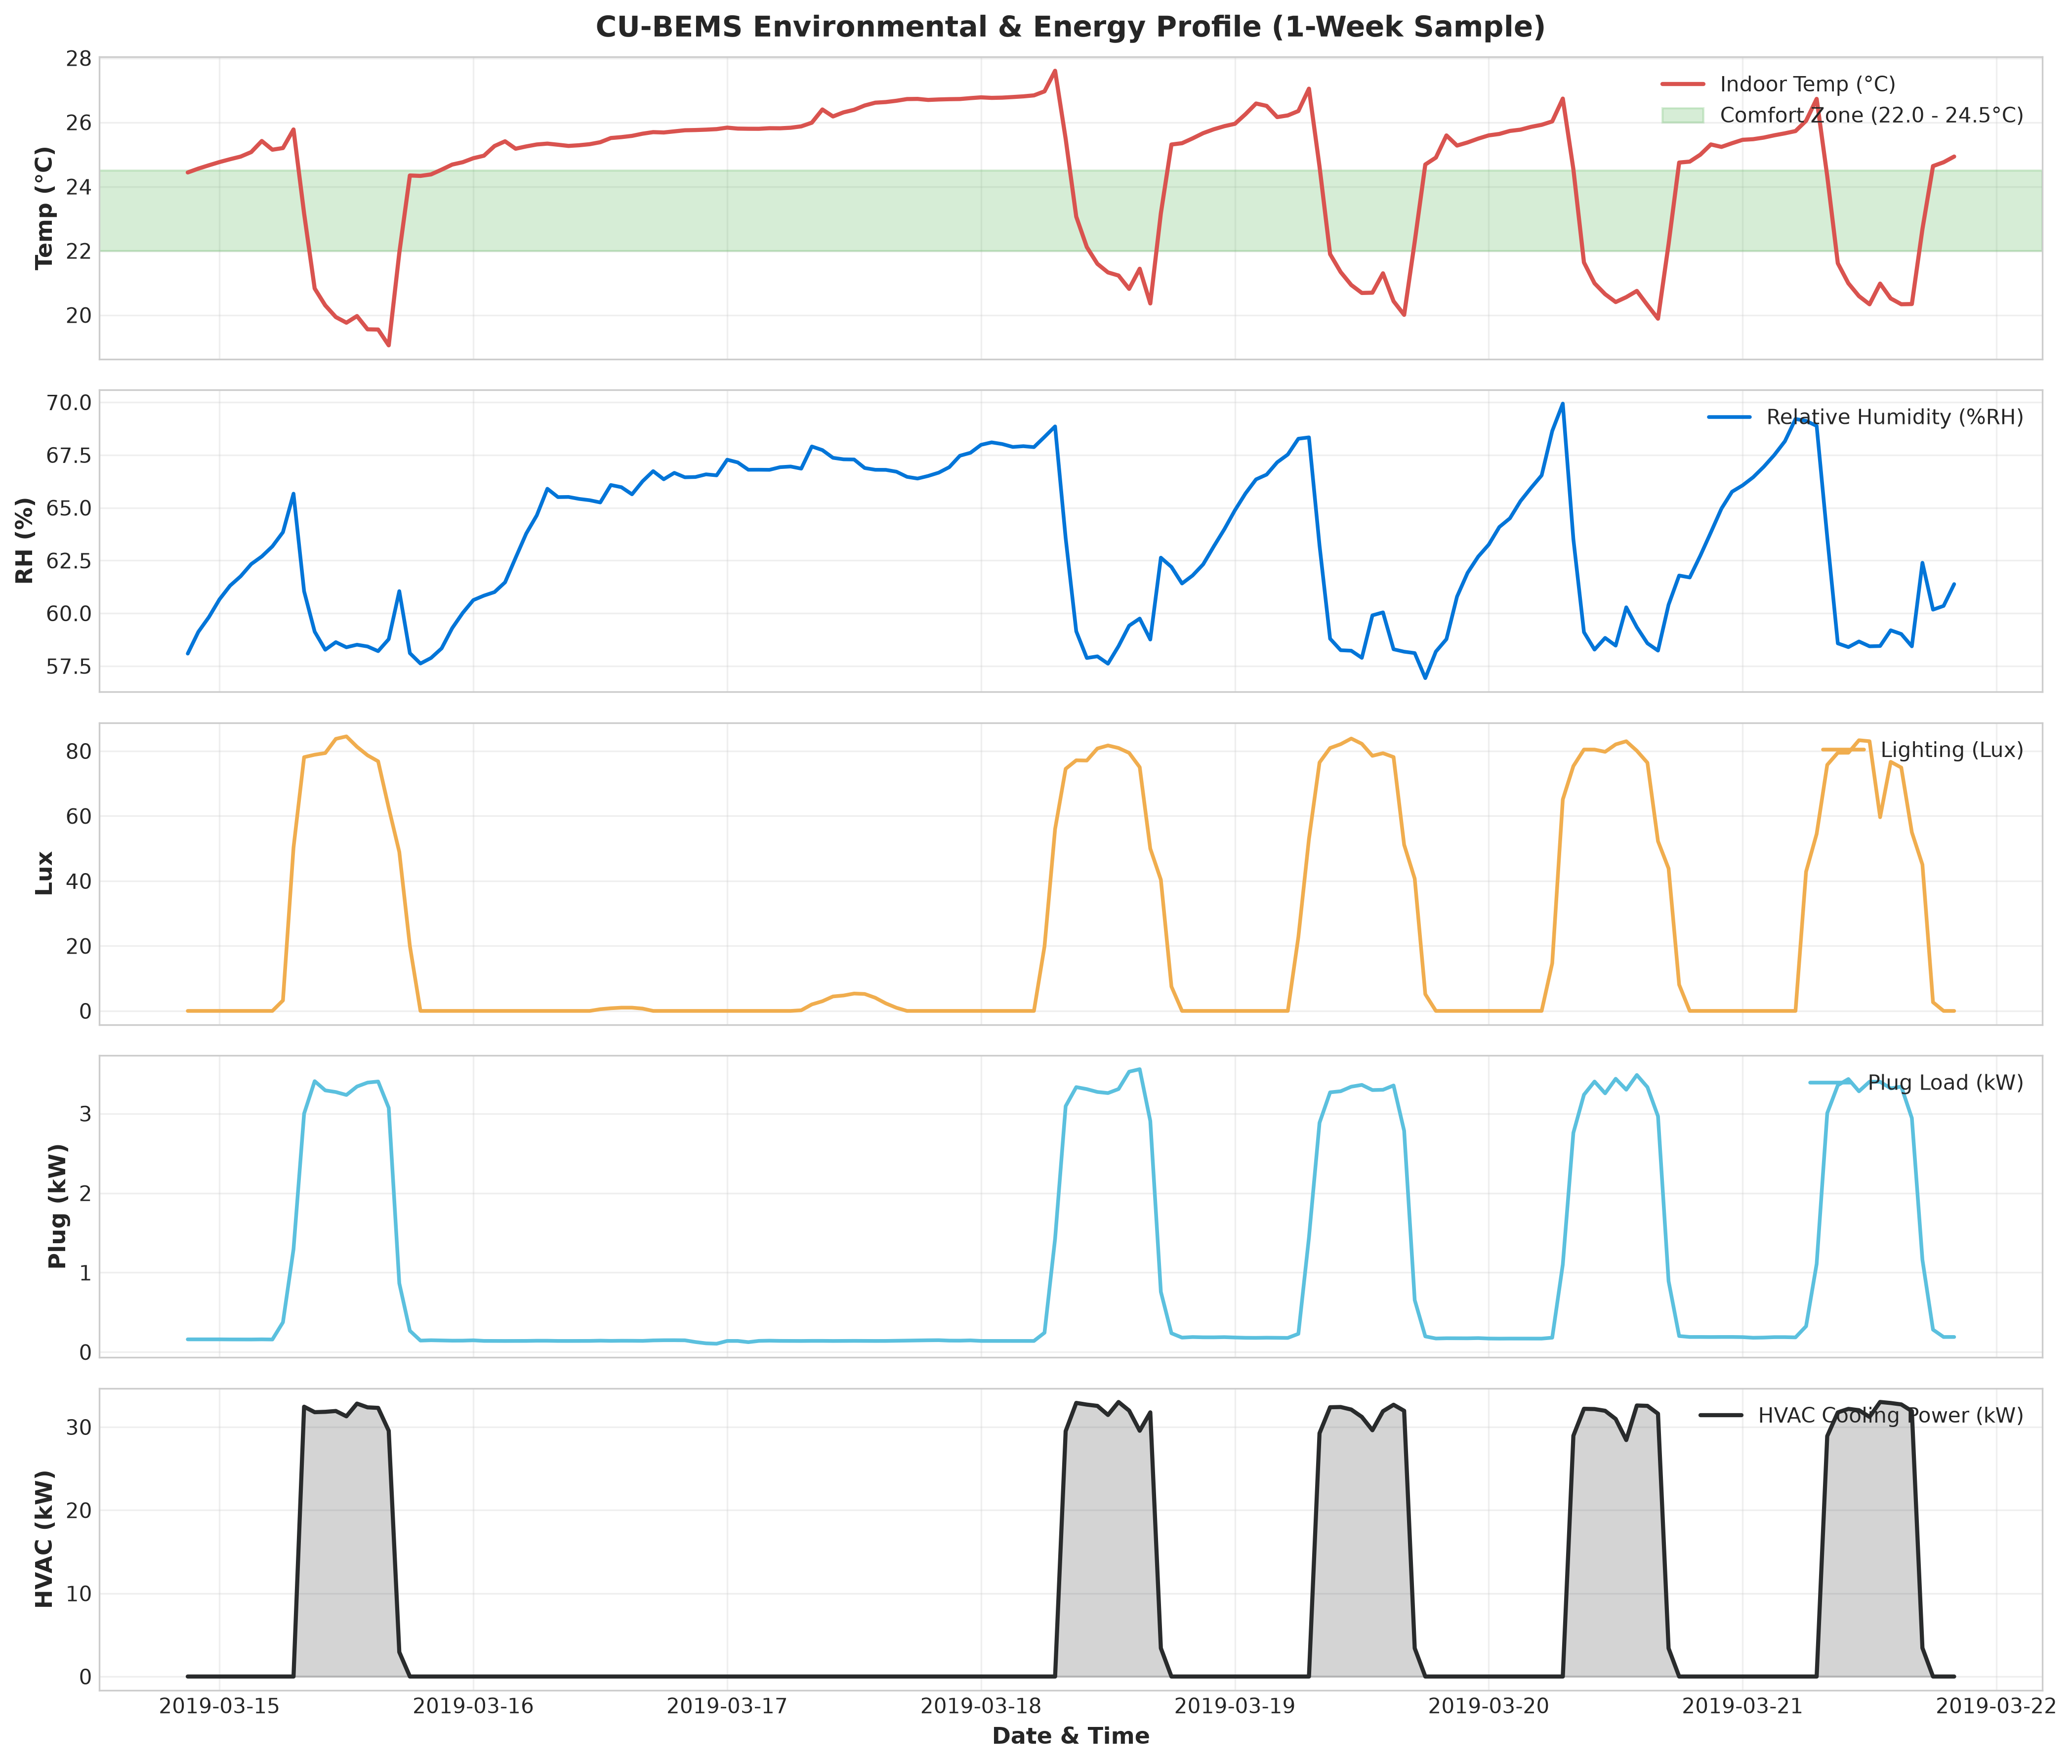 CU-BEMS Environmental & Energy Profile (1-Week Sample)
28
26
24
22
20
Temp (°C)
Indoor Temp (°C)
Comfort Zone (22.0 - 24.5°C)
70.0
67.5
65.0
62.5
60.0
57.5
RH (%)
Relative Humidity (%RH)
80
60
40
20
0
Lux
Lighting (Lux)
3
2
1
0
Plug (kW)
Plug Load (kW)
30
20
10
0
HVAC (kW)
HVAC Cooling Power (kW)
2019-03-15 2019-03-16 2019-03-17 2019-03-18 2019-03-19 2019-03-20 2019-03-21 2019-03-22
Date & Time